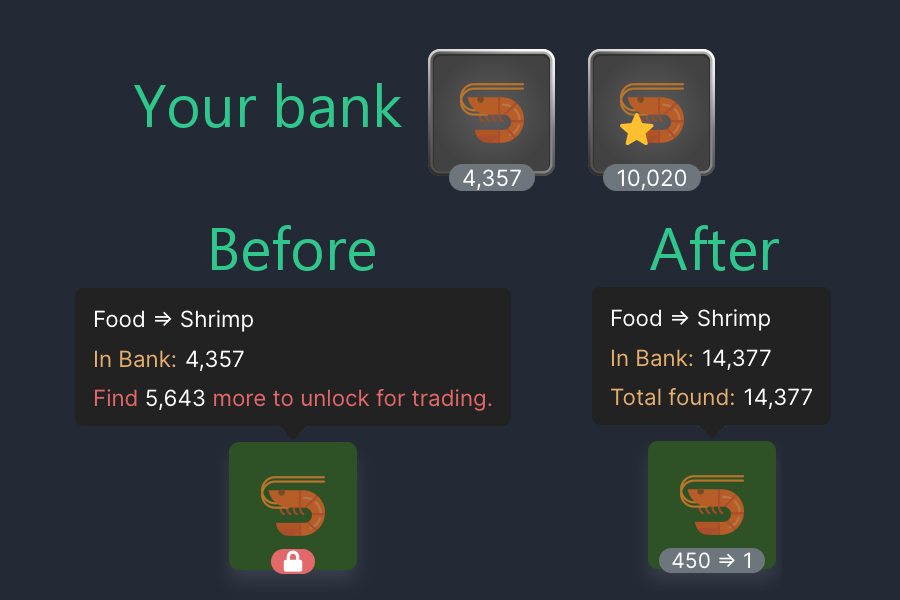 Your bank
4,357
10,020
Before
After
Food ⇒ Shrimp
In Bank: 4,357
Find 5,643 more to unlock for trading.
Food ⇒ Shrimp
In Bank: 14,377
Total found: 14,377
450 ⇒ 1